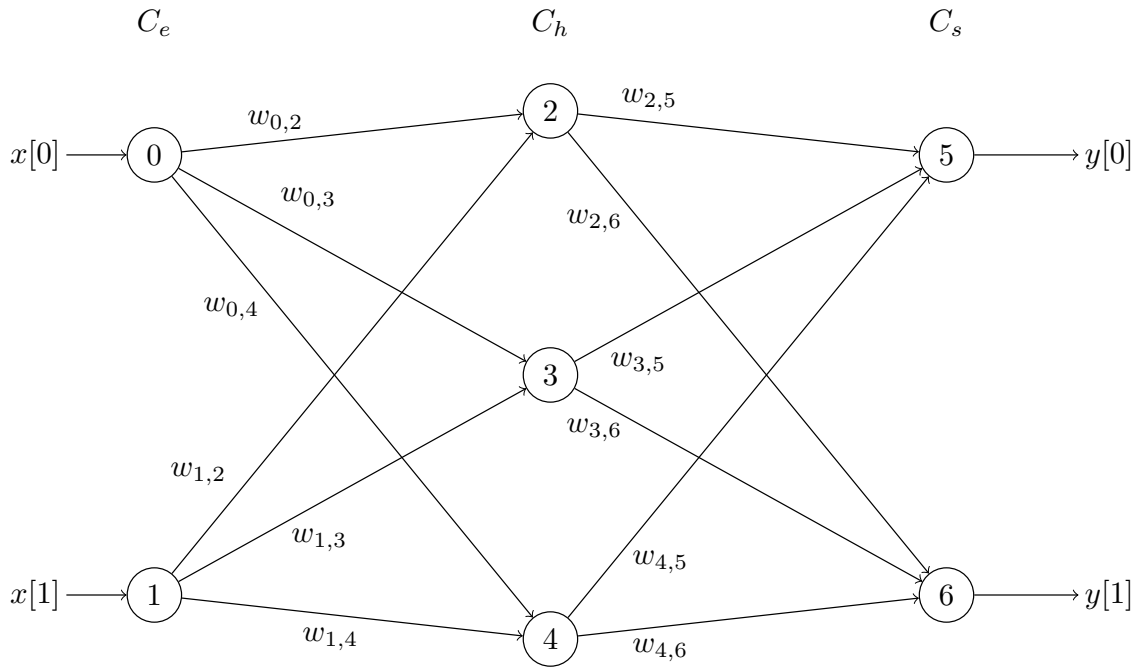 C_e C_h C_s
2
w_{0,2} w_{2,5}
x[0] 0 5 y[0]
w_{0,3}
w_{2,6}
w_{0,4}
3 w_{3,5}
w_{3,6}
w_{1,2}
w_{1,3}
w_{4,5}
x[1] 1 6 y[1]
w_{1,4} 4 w_{4,6}